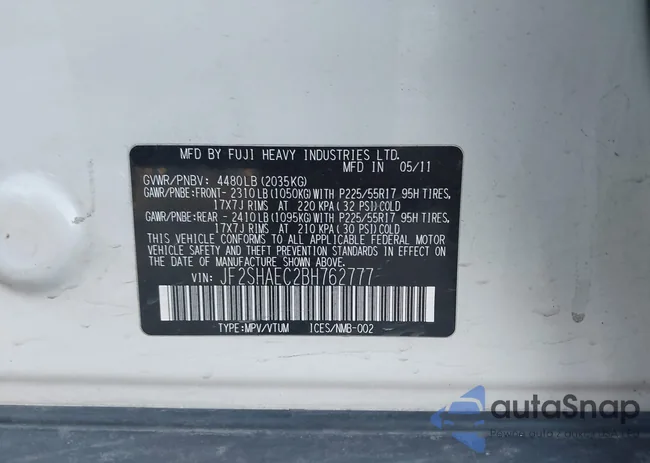 MFD BY FUJI HEAVY INDUSTRIES LTD.
MFD IN 05/11
GVWR/PNBV: 4480LB(2035KG)
GAWR/PNBE:FRONT-2310LB(1050KG)WITH P225/55R17 95H TIRES,
17X7J RIMS AT 220 KPA(32 PSI)COLD
GAWR/PNBE:REAR -2410LB(1095KG)WITH P225/55R17 95H TIRES,
17X7J RIMS AT 210 KPA(30 PSI)COLD
THIS VEHICLE CONFORMS TO ALL APPLICABLE FEDERAL MOTOR
VEHICLE SAFETY AND THEFT PREVENTION STANDARDS IN EFFECT ON
THE DATE OF MANUFACTURE SHOWN ABOVE.
VIN: JF2SHAEC2BH762777
TYPE:MPV/VTUM ICES/NMB-002
autaSnap